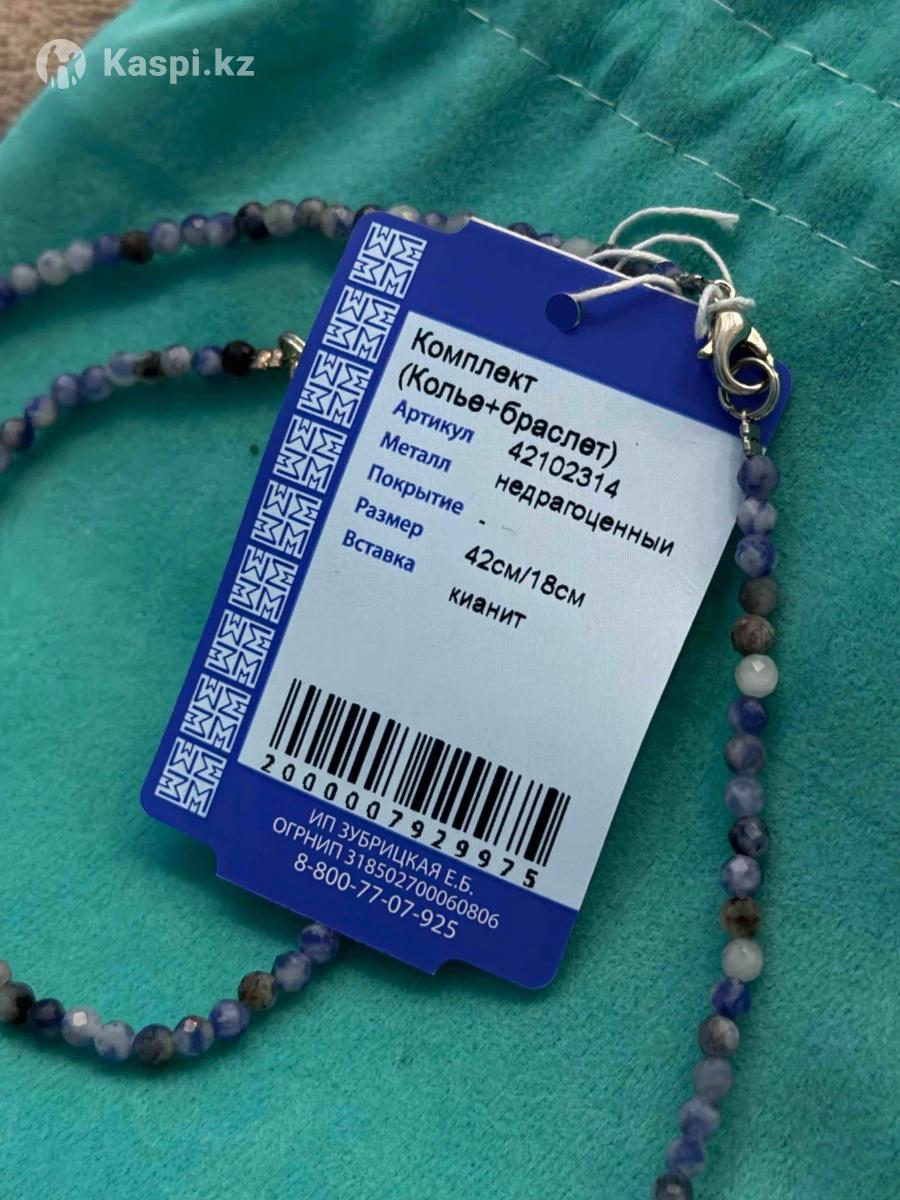 Kaspi.kz
Комплект
(Колье+браслет)
Артикул 42102314
Металл недрагоценный
Покрытие -
Размер 42см/18см
Вставка кианит
2000007929975
ИП ЗУБРИЦКАЯ Е.Б.
ОГРНИП 318502700060806
8-800-77-07-925